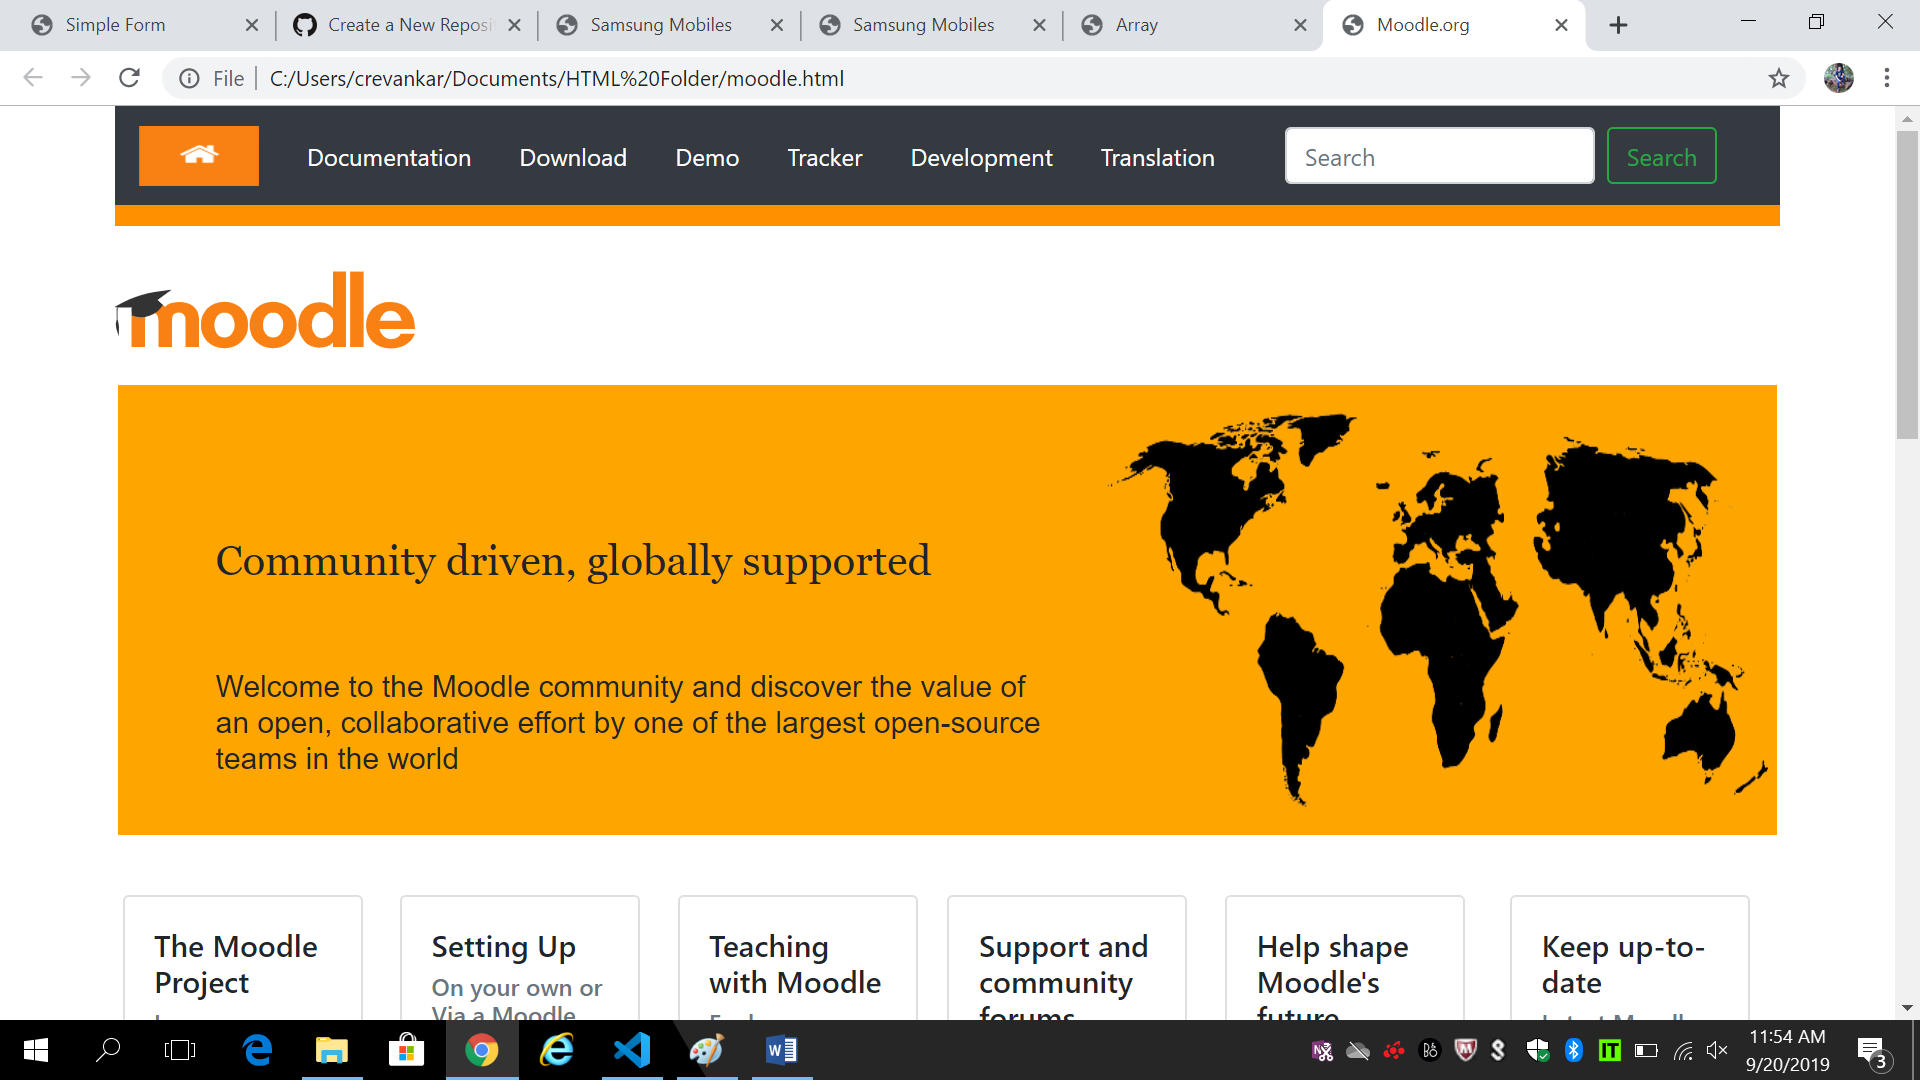 Simple Form
Create a New Reposi
Samsung Mobiles
Samsung Mobiles
Array
Moodle.org
File
C:/Users/crevankar/Documents/HTML%20Folder/moodle.html
Documentation
Download
Demo
Tracker
Development
Translation
Search
Search
moodle
Community driven, globally supported
Welcome to the Moodle community and discover the value of
an open, collaborative effort by one of the largest open-source
teams in the world
The Moodle
Project
Setting Up
On your own or
Via a Moodle
Teaching
with Moodle
Support and
community
forums
Help shape
Moodle's
future
Keep up-to-
date
11:54 AM
9/20/2019
3